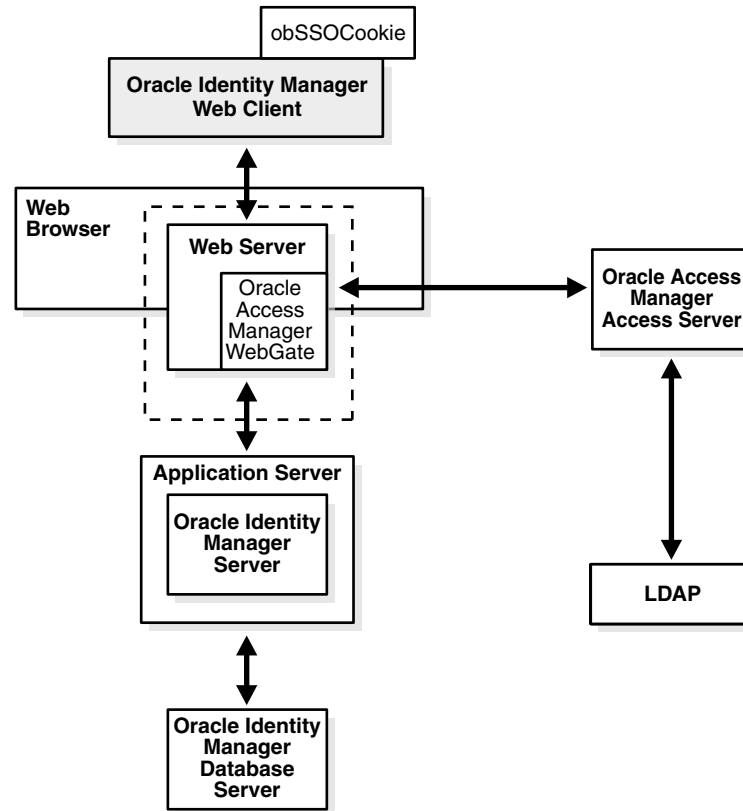 obSSOCookie
Oracle Identity Manager
Web Client
Web
Browser
Web Server
Oracle
Access
Manager
WebGate
Oracle Access
Manager
Access Server
Application Server
Oracle Identity
Manager
Server
LDAP
Oracle Identity
Manager
Database
Server